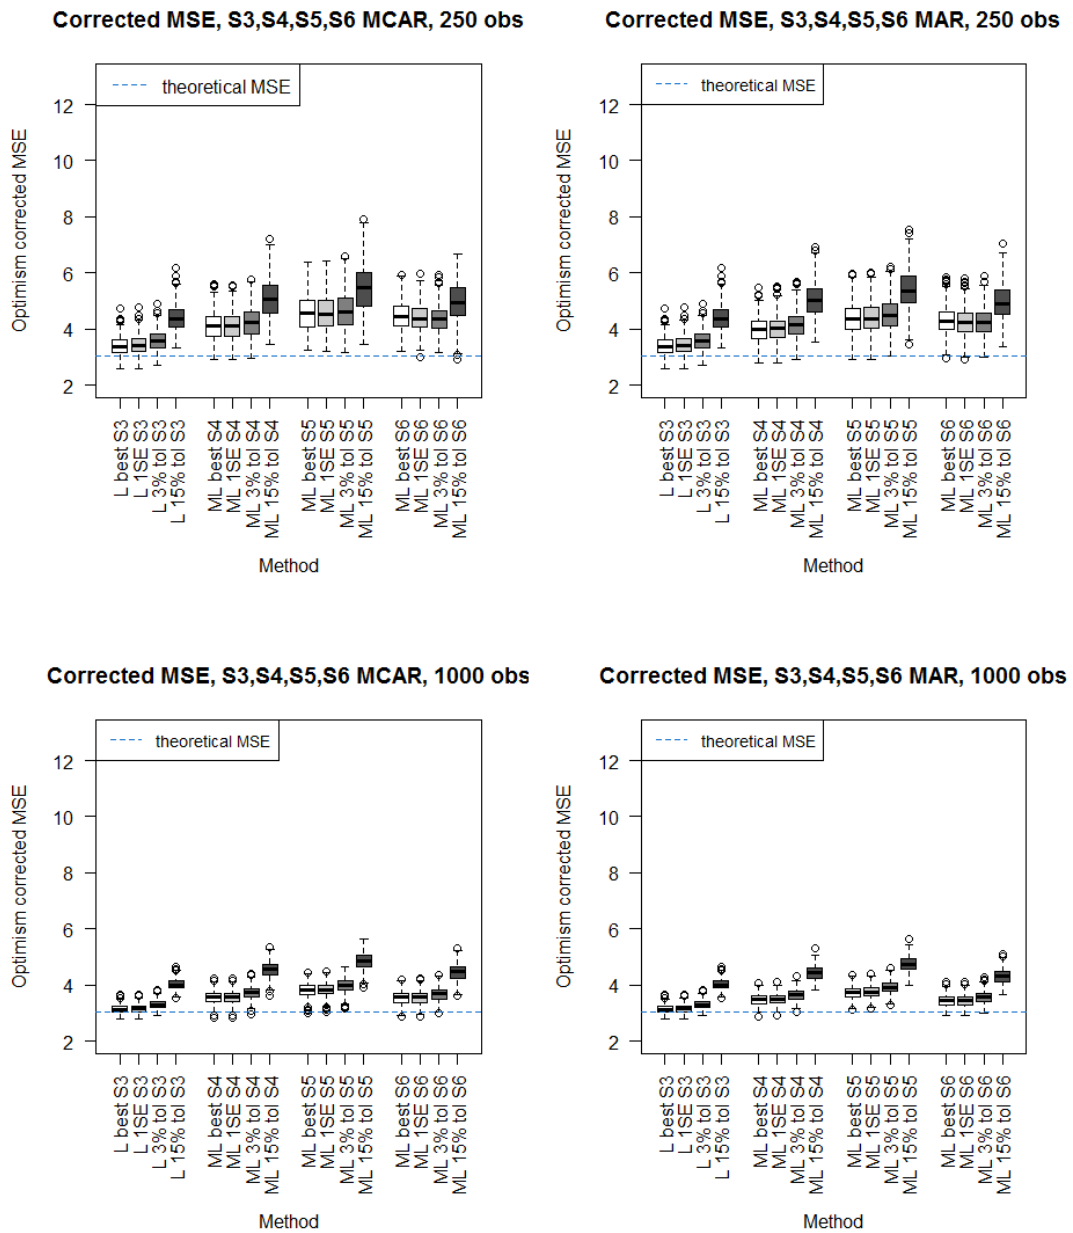 Corrected MSE, S3,S4,S5,S6 MCAR, 250 obs
theoretical MSE
Optimism corrected MSE
12
10
8
6
4
2
L best S3
L 1SE S3
L 3% tol S3
L 15% tol S3
ML best S4
ML 1SE S4
ML 3% tol S4
ML 15% tol S4
ML best S5
ML 1SE S5
ML 3% tol S5
ML 15% tol S5
ML best S6
ML 1SE S6
ML 3% tol S6
ML 15% tol S6
Method
Corrected MSE, S3,S4,S5,S6 MAR, 250 obs
theoretical MSE
Optimism corrected MSE
12
10
8
6
4
2
L best S3
L 1SE S3
L 3% tol S3
L 15% tol S3
ML best S4
ML 1SE S4
ML 3% tol S4
ML 15% tol S4
ML best S5
ML 1SE S5
ML 3% tol S5
ML 15% tol S5
ML best S6
ML 1SE S6
ML 3% tol S6
ML 15% tol S6
Method
Corrected MSE, S3,S4,S5,S6 MCAR, 1000 obs
theoretical MSE
Optimism corrected MSE
12
10
8
6
4
2
L best S3
L 1SE S3
L 3% tol S3
L 15% tol S3
ML best S4
ML 1SE S4
ML 3% tol S4
ML 15% tol S4
ML best S5
ML 1SE S5
ML 3% tol S5
ML 15% tol S5
ML best S6
ML 1SE S6
ML 3% tol S6
ML 15% tol S6
Method
Corrected MSE, S3,S4,S5,S6 MAR, 1000 obs
theoretical MSE
Optimism corrected MSE
12
10
8
6
4
2
L best S3
L 1SE S3
L 3% tol S3
L 15% tol S3
ML best S4
ML 1SE S4
ML 3% tol S4
ML 15% tol S4
ML best S5
ML 1SE S5
ML 3% tol S5
ML 15% tol S5
ML best S6
ML 1SE S6
ML 3% tol S6
ML 15% tol S6
Method